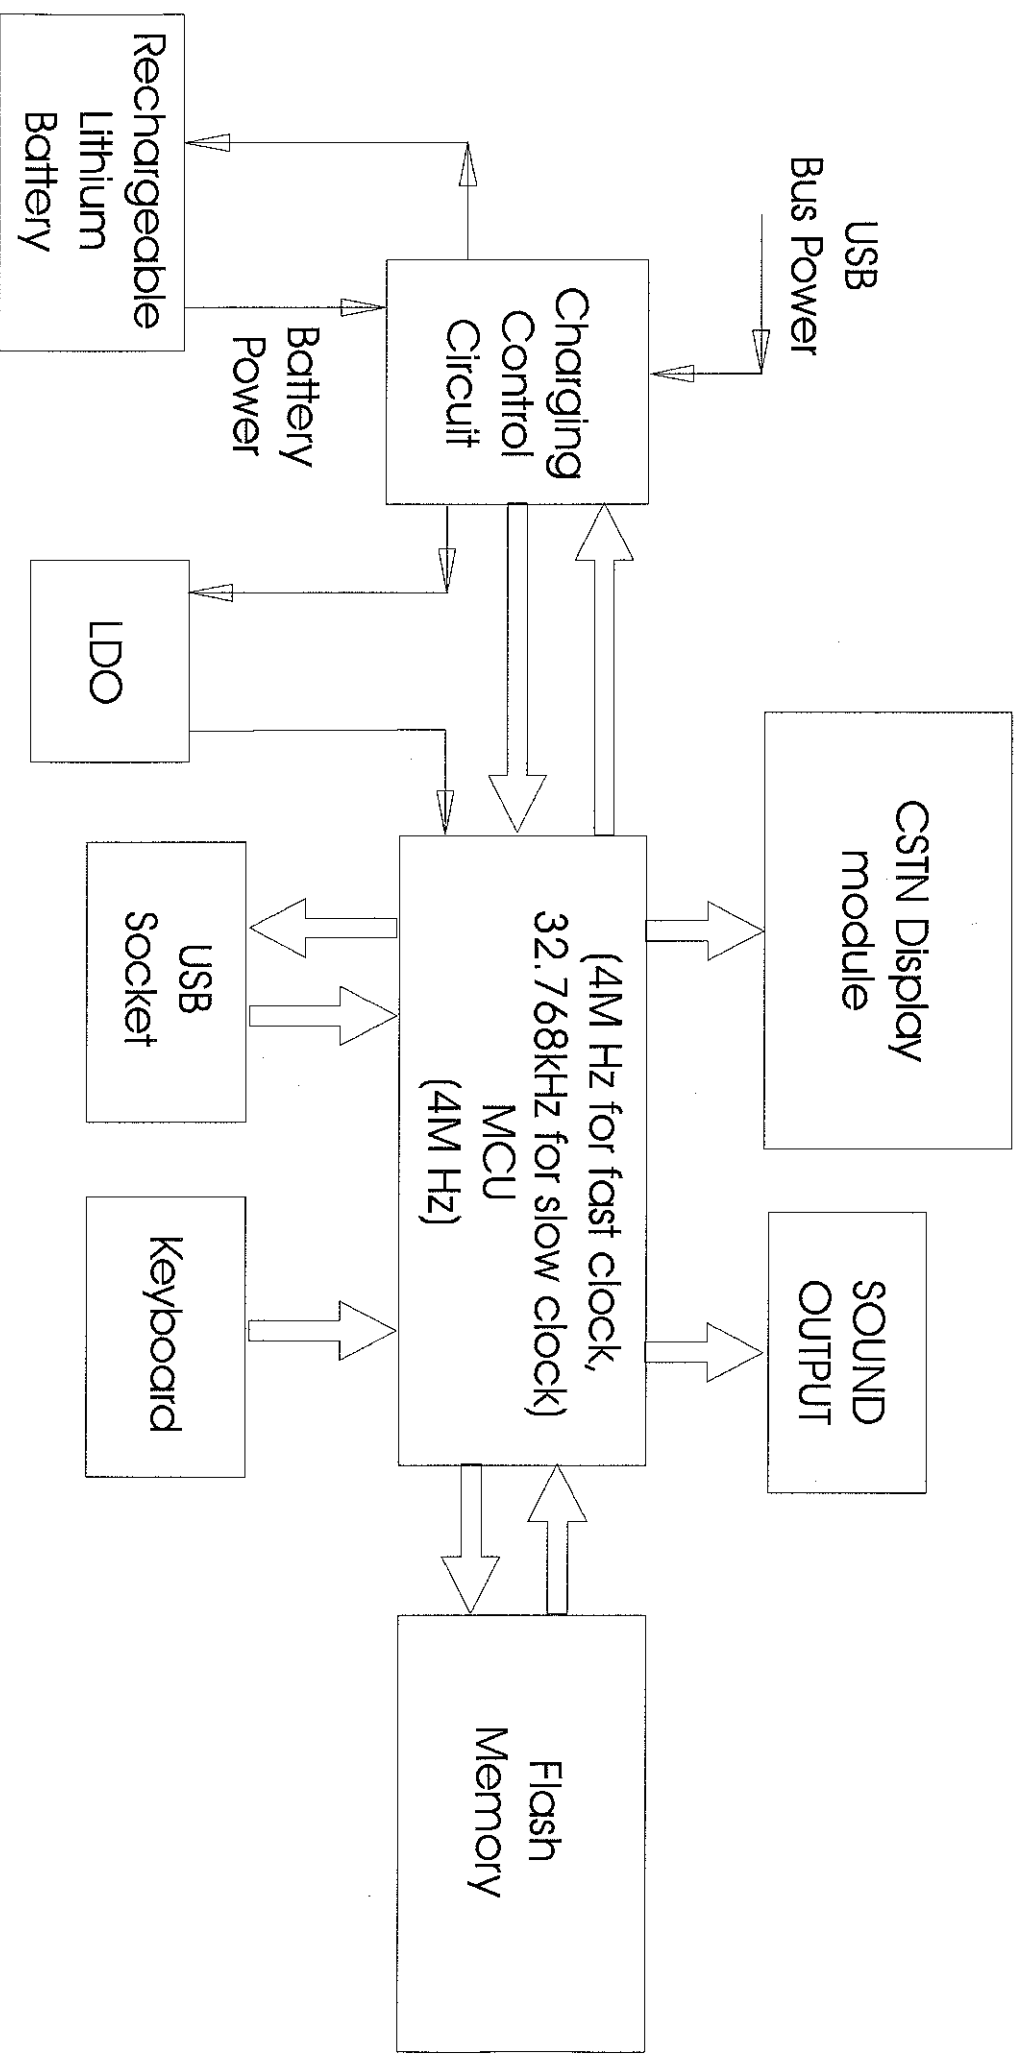 USB
Bus Power
CSTN Display
module
SOUND
OUTPUT
Charging
Control
Circuit
(4M Hz for fast clock,
32.768kHz for slow clock)
MCU
(4M Hz)
Flash
Memory
Battery
Power
Rechargeable
Lithium
Battery
LDO
USB
Socket
Keyboard